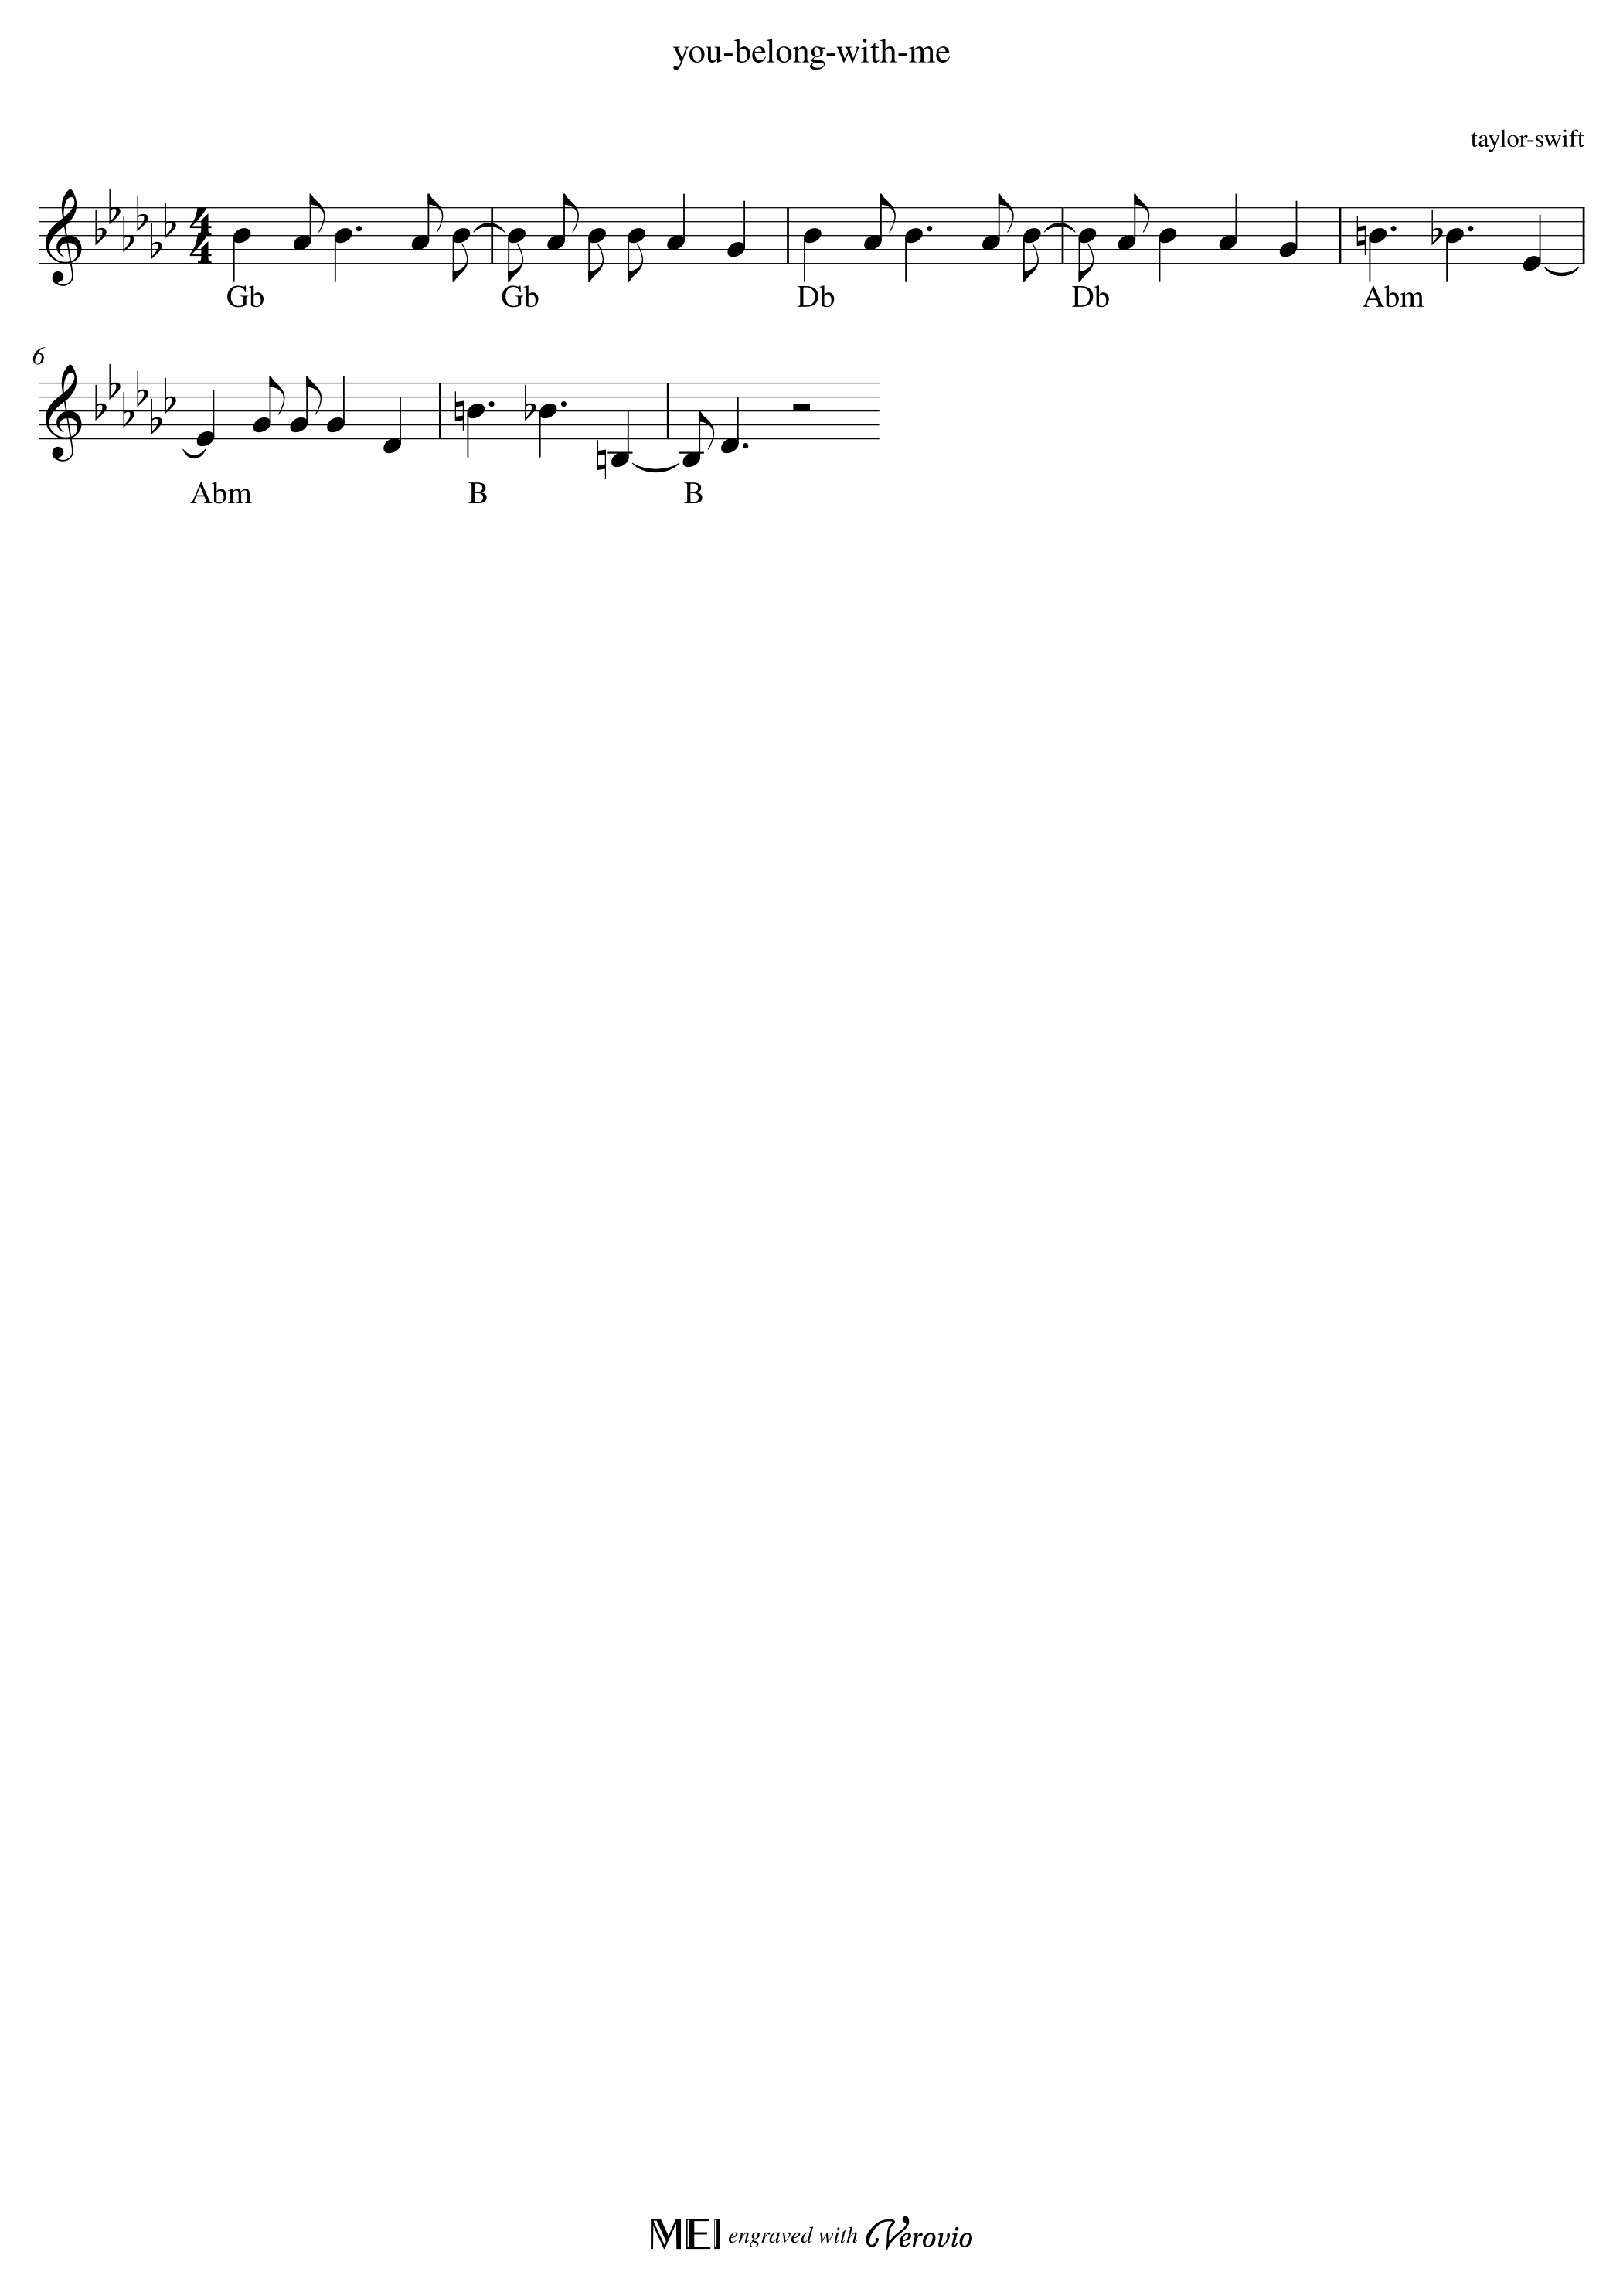 you-belong-with-me
taylor-swift
4
4
Gb Gb Db Db Abm
6
Abm B B
MEI engraved with Verovio